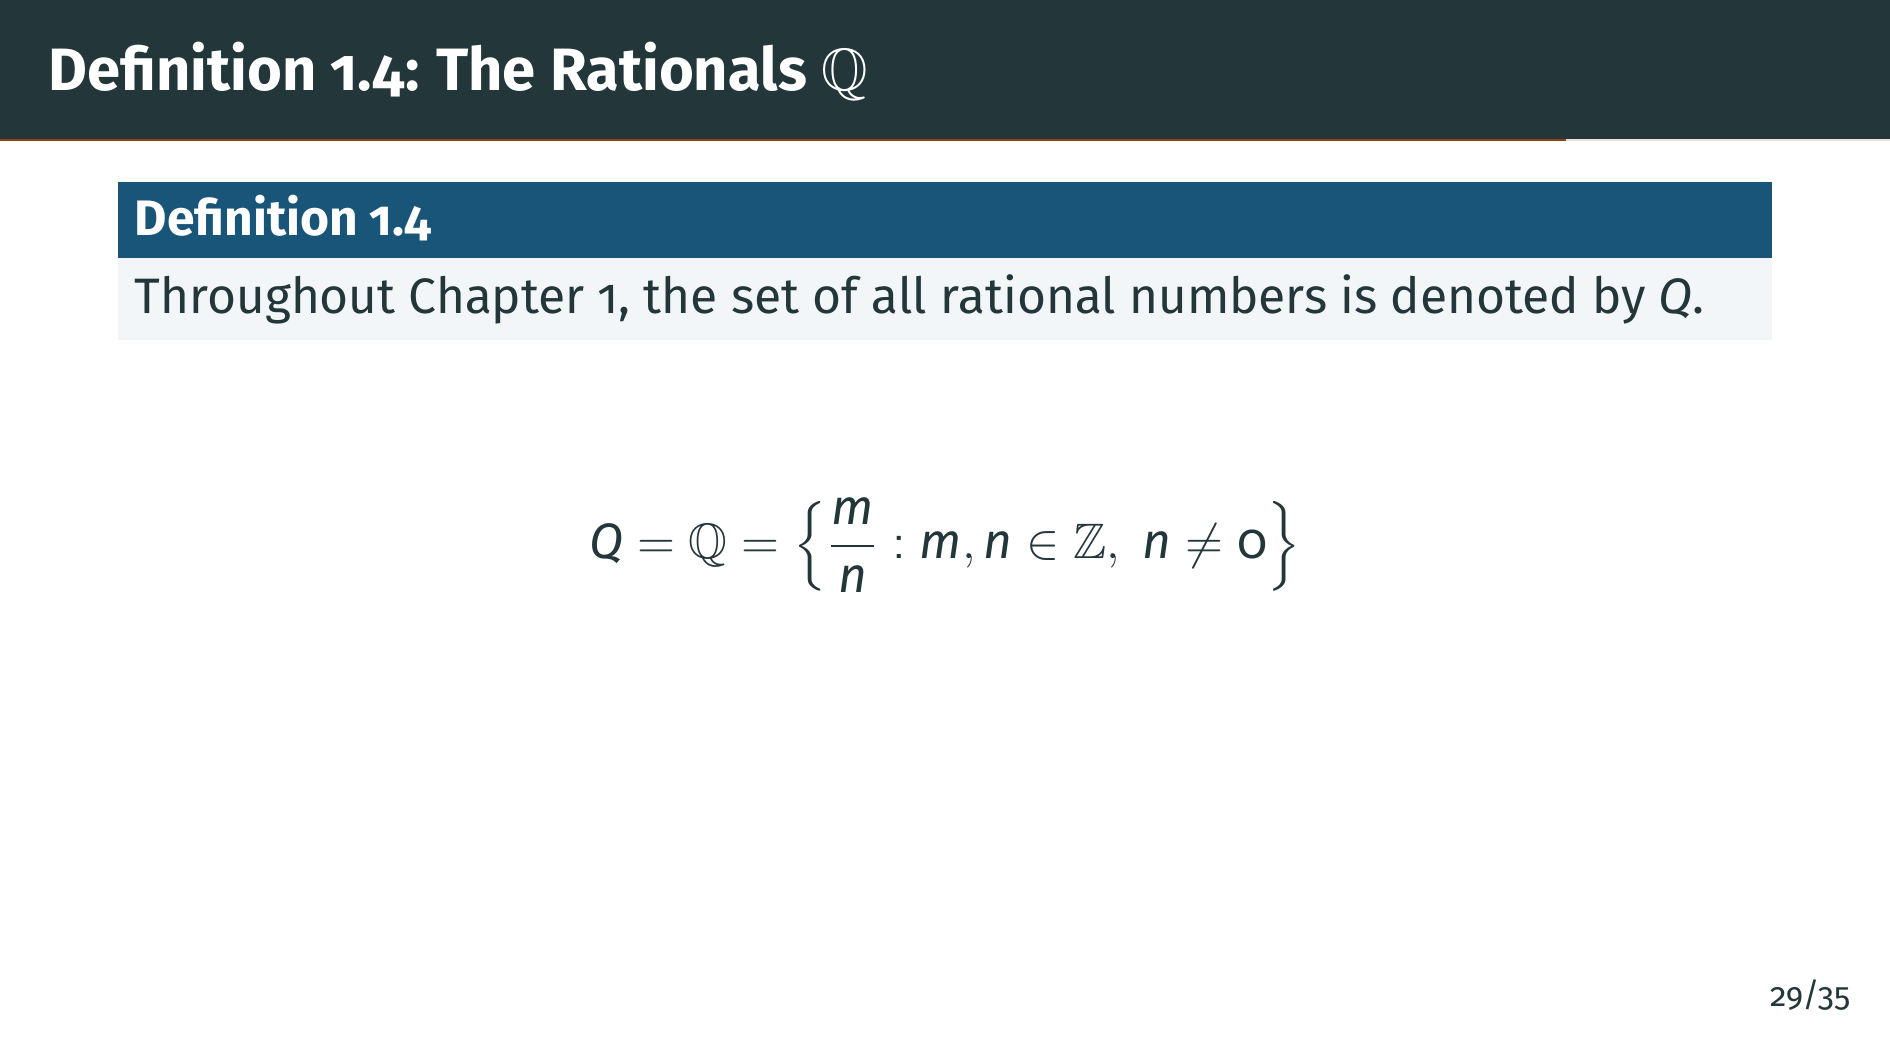 Definition 1.4: The Rationals ℚ
Definition 1.4
Throughout Chapter 1, the set of all rational numbers is denoted by Q.
Q = ℚ = { m/n : m, n ∈ ℤ, n ≠ 0 }
29/35